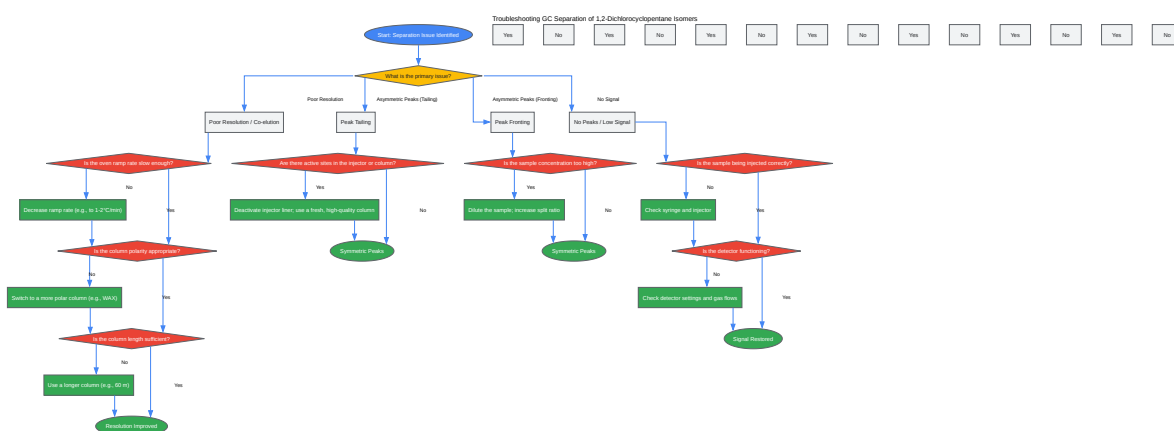 Troubleshooting GC Separation of 1,2-Dichlorocyclopentane Isomers
Start: Separation Issue Identified
Yes
No
Yes
No
Yes
No
Yes
No
Yes
No
Yes
No
Yes
No
What is the primary issue?
Poor Resolution
Asymmetric Peaks (Tailing)
Asymmetric Peaks (Fronting)
No Signal
Poor Resolution / Co-elution
Peak Tailing
Peak Fronting
No Peaks / Low Signal
Is the oven ramp rate slow enough?
Are there active sites in the injector or column?
Is the sample concentration too high?
Is the sample being injected correctly?
No
Yes
Yes
No
Decrease ramp rate (e.g., to 1-2°C/min)
Yes
Deactivate injector liner, use a fresh, high-quality column
No
Dilute the sample; increase split ratio
No
Check syringe and injector
Yes
Is the column polarity appropriate?
Symmetric Peaks
Symmetric Peaks
Is the detector functioning?
No
No
Switch to a more polar column (e.g., WAX)
Yes
Check detector settings and gas flows
Yes
Is the column length sufficient?
Signal Restored
No
Use a longer column (e.g., 60 m)
Yes
Resolution Improved